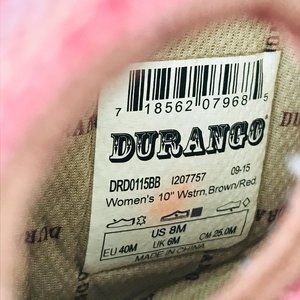 7 18562 07968 5
DURANGO
DRD0115BB I207757 09-15
Women's 10" Wstrn,Brown/Red
US 8M
EU 40M UK 6M CM 25.0M
MADE IN CHINA
DURANGO